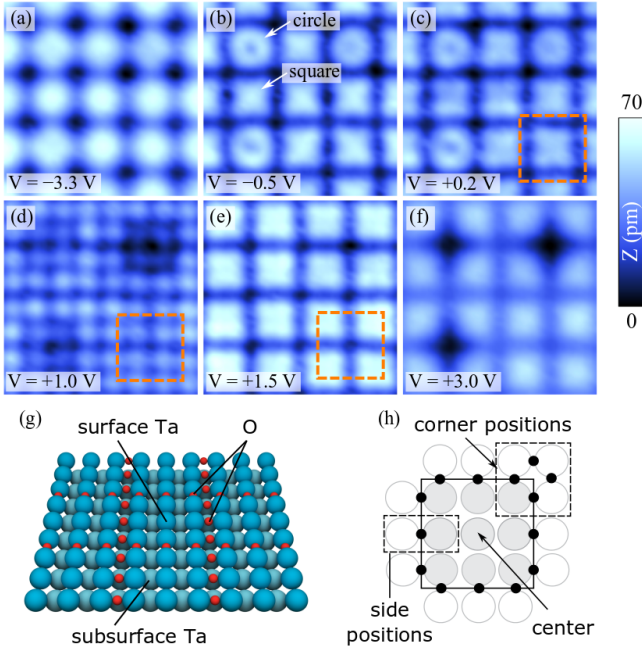 (a)
V = −3.3 V
(b)
circle
square
V = −0.5 V
(c)
V = +0.2 V
70
Z (pm)
0
(d)
V = +1.0 V
(e)
V = +1.5 V
(f)
V = +3.0 V
(g)
surface Ta
O
subsurface Ta
(h)
corner positions
side
positions
center